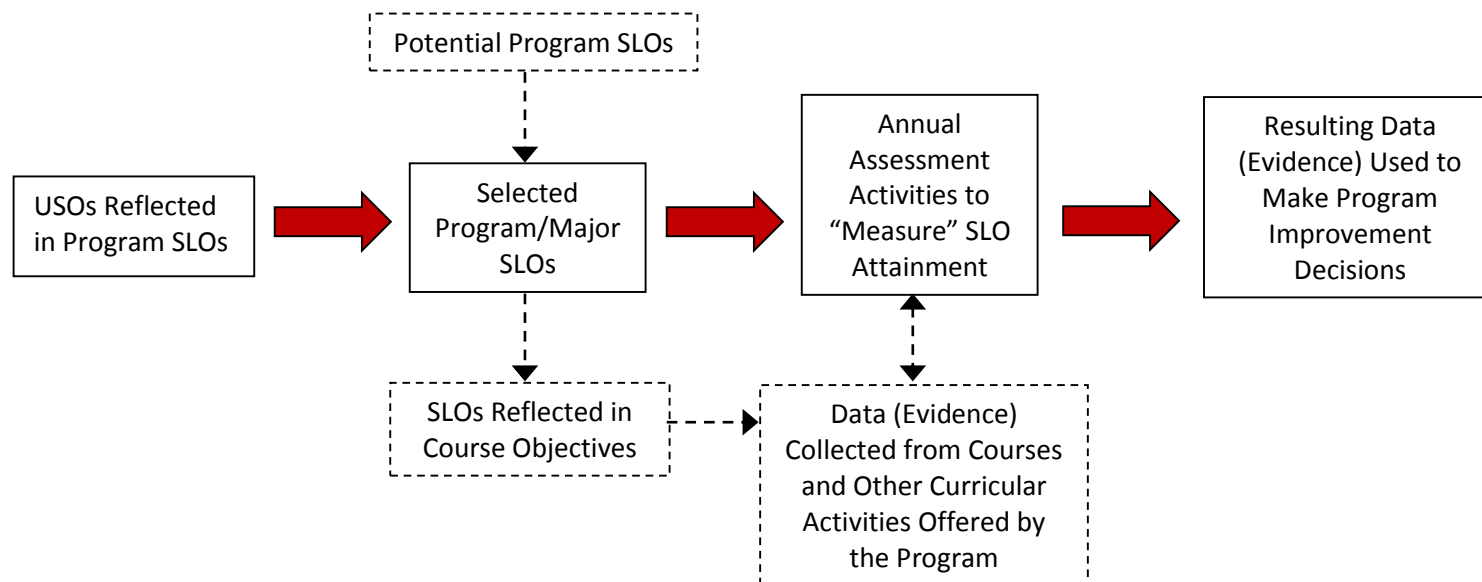 Potential Program SLOs
USOs Reflected
in Program SLOs
Selected
Program/Major
SLOs
Annual
Assessment
Activities to
“Measure” SLO
Attainment
Resulting Data
(Evidence) Used to
Make Program
Improvement
Decisions
SLOs Reflected in
Course Objectives
Data (Evidence)
Collected from Courses
and Other Curricular
Activities Offered by
the Program